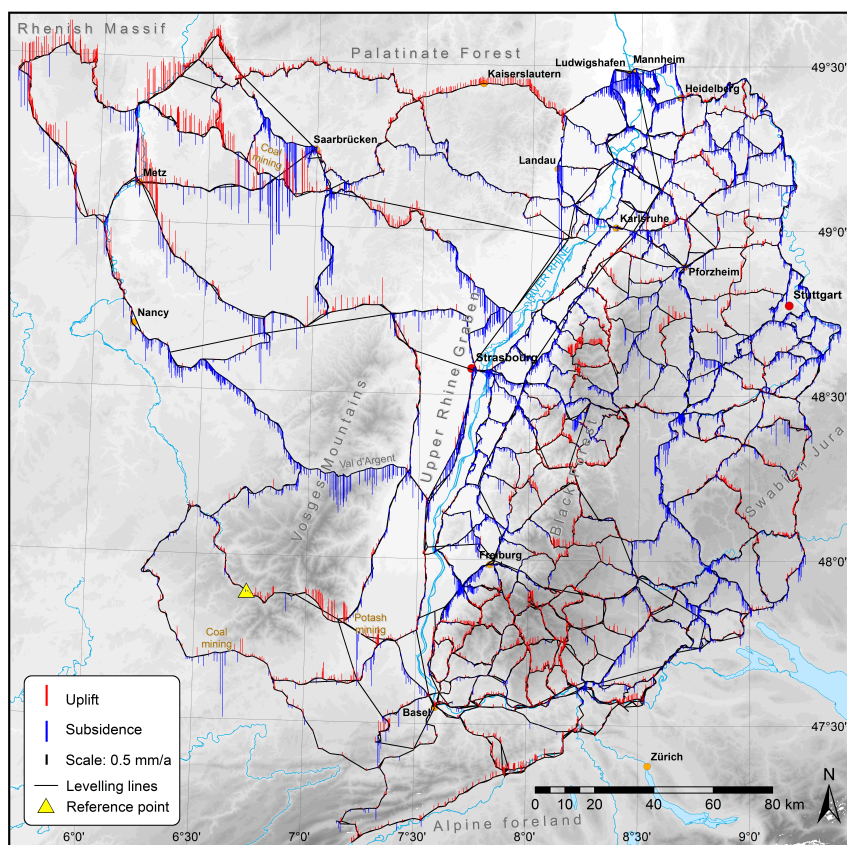 Rhenish Massif
Palatinate Forest
Ludwigshafen
Mannheim
49°30'
Kaiserslautern
Heidelberg
Saarbrücken
Coal
mining
Landau
Metz
Karlsruhe
49°0'
RIVER RHINE
Pforzheim
Nancy
Stuttgart
Upper Rhine Graben
Strasbourg
48°30'
Vosges Mountains
Val d'Argent
Black Forest
Swabian Jura
Freiburg
48°0'
Coal
mining
Potash
mining
Basel
47°30'
Zürich
Uplift
Subsidence
Scale: 0.5 mm/a
Levelling lines
Reference point
0 10 20 40 60 80 km
N
Alpine foreland
6°0' 6°30' 7°0' 7°30' 8°0' 8°30' 9°0'